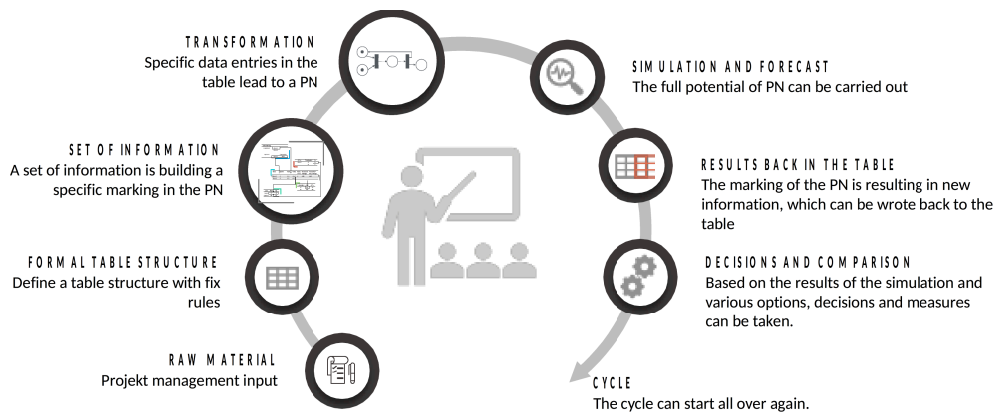 TRANSFORMATION
Specific data entries in the
table lead to a PN
SET OF INFORMATION
A set of information is building a
specific marking in the PN
FORMAL TABLE STRUCTURE
Define a table structure with fix
rules
RAW MATERIAL
Projekt management input
SIMULATION AND FORECAST
The full potential of PN can be carried out
RESULTS BACK IN THE TABLE
The marking of the PN is resulting in new
information, which can be wrote back to the
table
DECISIONS AND COMPARISON
Based on the results of the simulation and
various options, decisions and measures
can be taken.
CYCLE
The cycle can start all over again.